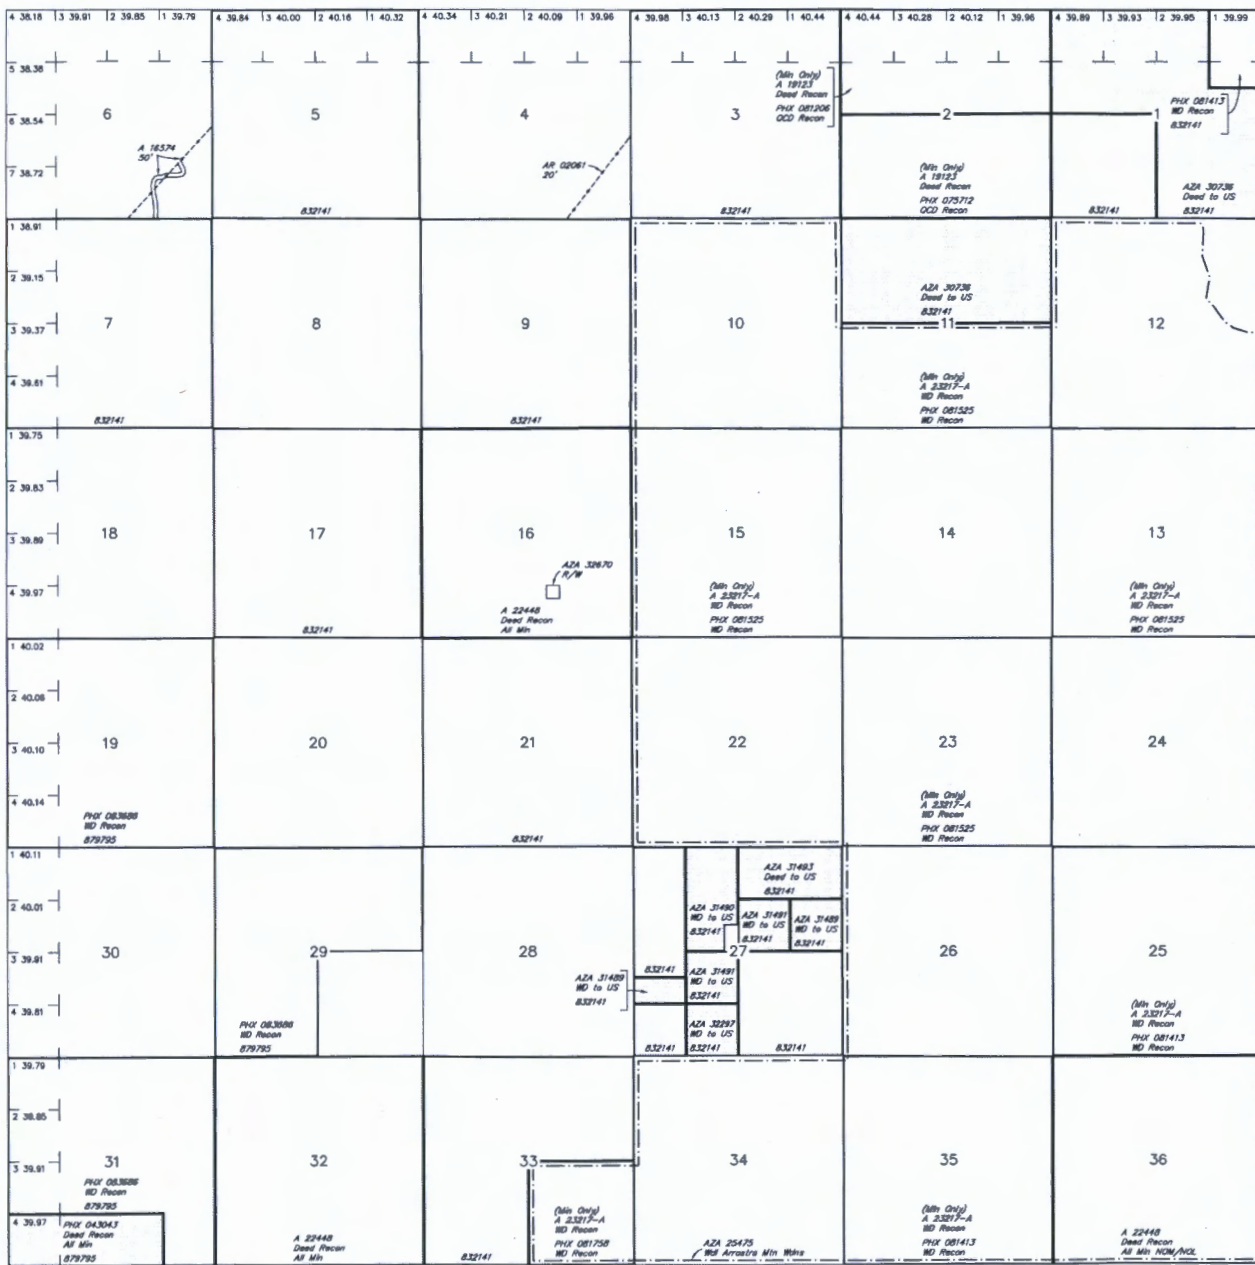 4 38.18 3 39.91 2 39.85 1 39.79 4 39.84 3 40.00 2 40.16 1 40.32 4 40.34 3 40.21 2 40.09 1 39.96 4 39.98 3 40.13 2 40.29 1 40.44 4 40.44 3 40.28 2 40.12 1 39.96 4 39.89 3 39.93 2 39.95 1 39.99
5 38.38
6 38.54
7 38.72
6
A 16574
50'
5
832141
4
AR 02061
20'
3
832141
(Min Only)
A 19123
Deed Recon
PHX 081206
QCD Recon
2
(Min Only)
A 19123
Deed Recon
PHX 075712
QCD Recon
1
PHX 081413
WD Recon
832141
832141
AZA 30736
Deed to US
832141
1 38.91
2 39.15
3 39.37
4 39.61
7
832141
8
9
832141
10
AZA 30736
Deed to US
832141
11
(Min Only)
A 23217-A
WD Recon
PHX 081525
WD Recon
12
1 39.75
2 39.83
3 39.89
4 39.97
18
17
832141
16
AZA 32670
R/W
A 22448
Deed Recon
All Min
15
(Min Only)
A 23217-A
WD Recon
PHX 081525
WD Recon
14
13
(Min Only)
A 23217-A
WD Recon
PHX 081525
WD Recon
1 40.02
2 40.06
3 40.10
4 40.14
19
PHX 083686
WD Recon
879795
20
21
832141
22
23
(Min Only)
A 23217-A
WD Recon
PHX 081525
WD Recon
24
1 40.11
2 40.01
3 39.91
4 39.81
30
29
PHX 083686
WD Recon
879795
28
AZA 31489
WD to US
832141
AZA 31493
Deed to US
832141
AZA 31490
WD to US
832141
AZA 31491
WD to US
832141
AZA 31489
WD to US
832141
27
832141
AZA 31491
WD to US
832141
AZA 32297
WD to US
832141 832141 832141
26
25
(Min Only)
A 23217-A
WD Recon
PHX 081413
WD Recon
1 39.79
2 39.85
3 39.91
4 39.97
31
PHX 083686
WD Recon
879795
PHX 043043
Deed Recon
All Min
879795
32
A 22448
Deed Recon
All Min
33
832141
(Min Only)
A 23217-A
WD Recon
PHX 081758
WD Recon
34
AZA 25475
Wdl Arrastra Mtn Wdns
35
(Min Only)
A 23217-A
WD Recon
PHX 081413
WD Recon
36
A 22448
Deed Recon
All Min NOM/NOL